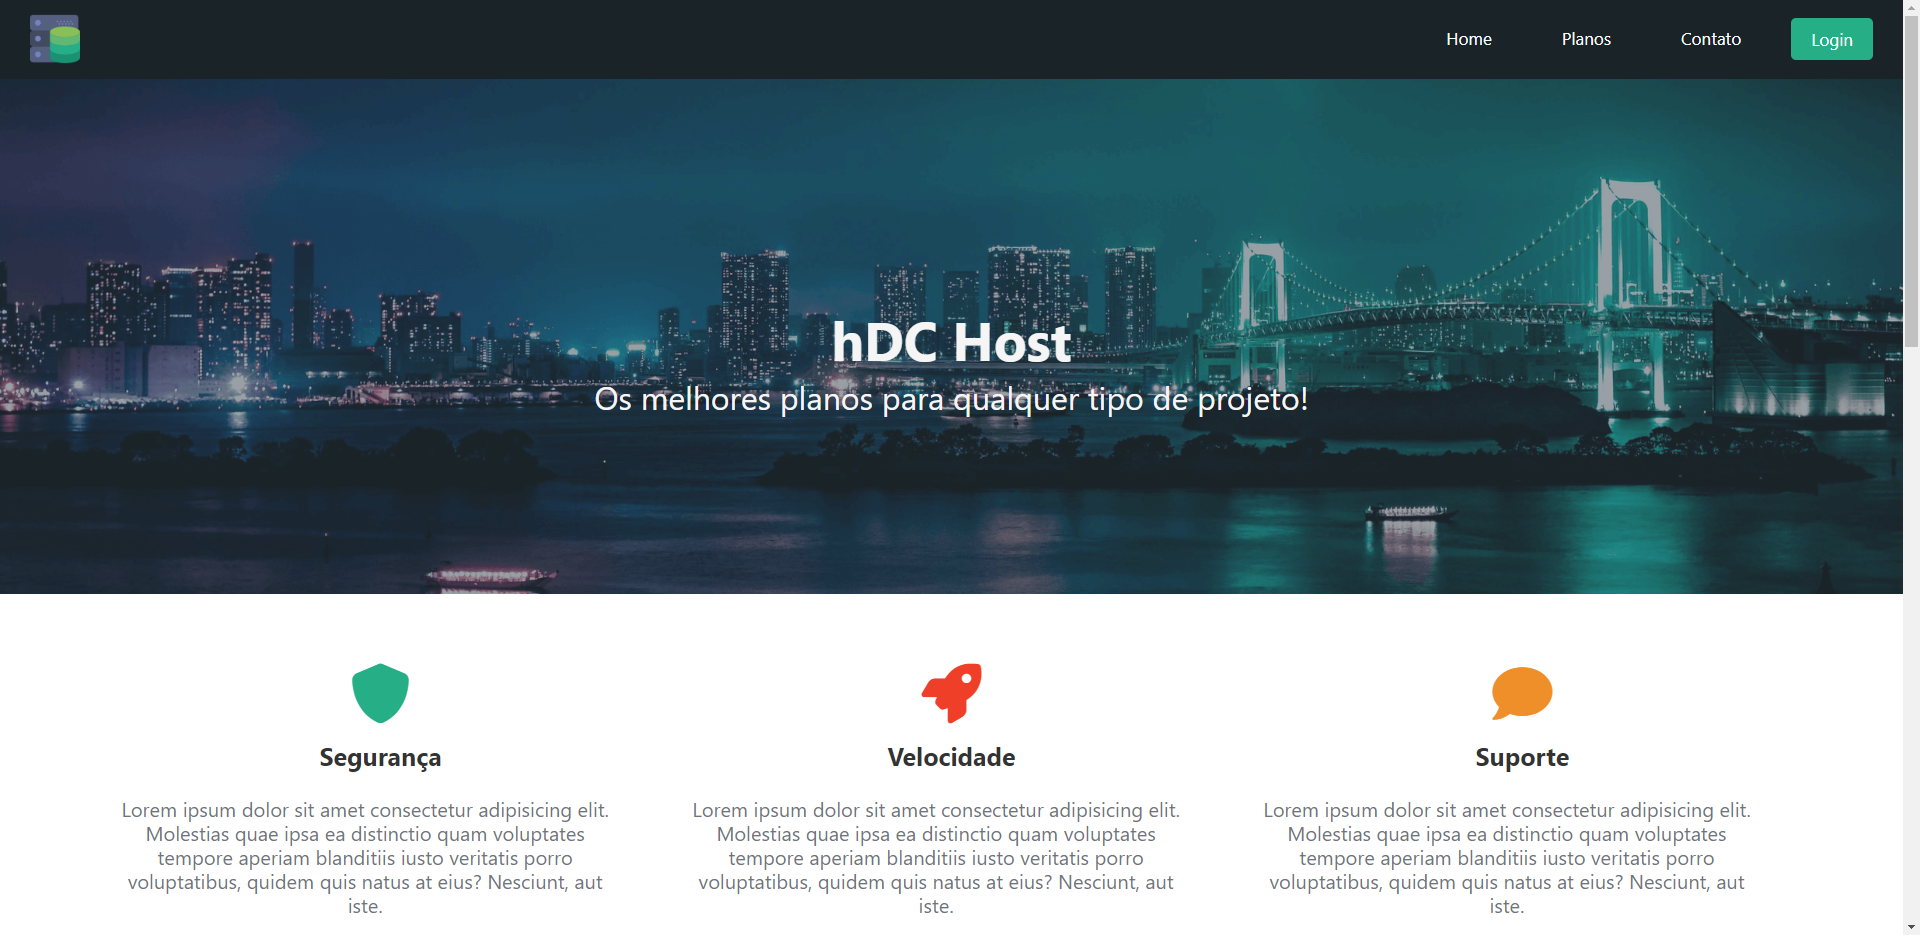 Home
Planos
Contato
Login
hDC Host
Os melhores planos para qualquer tipo de projeto!
Segurança
Lorem ipsum dolor sit amet consectetur adipisicing elit.
Molestias quae ipsa ea distinctio quam voluptates
tempore aperiam blanditiis iusto veritatis porro
voluptatibus, quidem quis natus at eius? Nesciunt, aut
iste.
Velocidade
Lorem ipsum dolor sit amet consectetur adipisicing elit.
Molestias quae ipsa ea distinctio quam voluptates
tempore aperiam blanditiis iusto veritatis porro
voluptatibus, quidem quis natus at eius? Nesciunt, aut
iste.
Suporte
Lorem ipsum dolor sit amet consectetur adipisicing elit.
Molestias quae ipsa ea distinctio quam voluptates
tempore aperiam blanditiis iusto veritatis porro
voluptatibus, quidem quis natus at eius? Nesciunt, aut
iste.